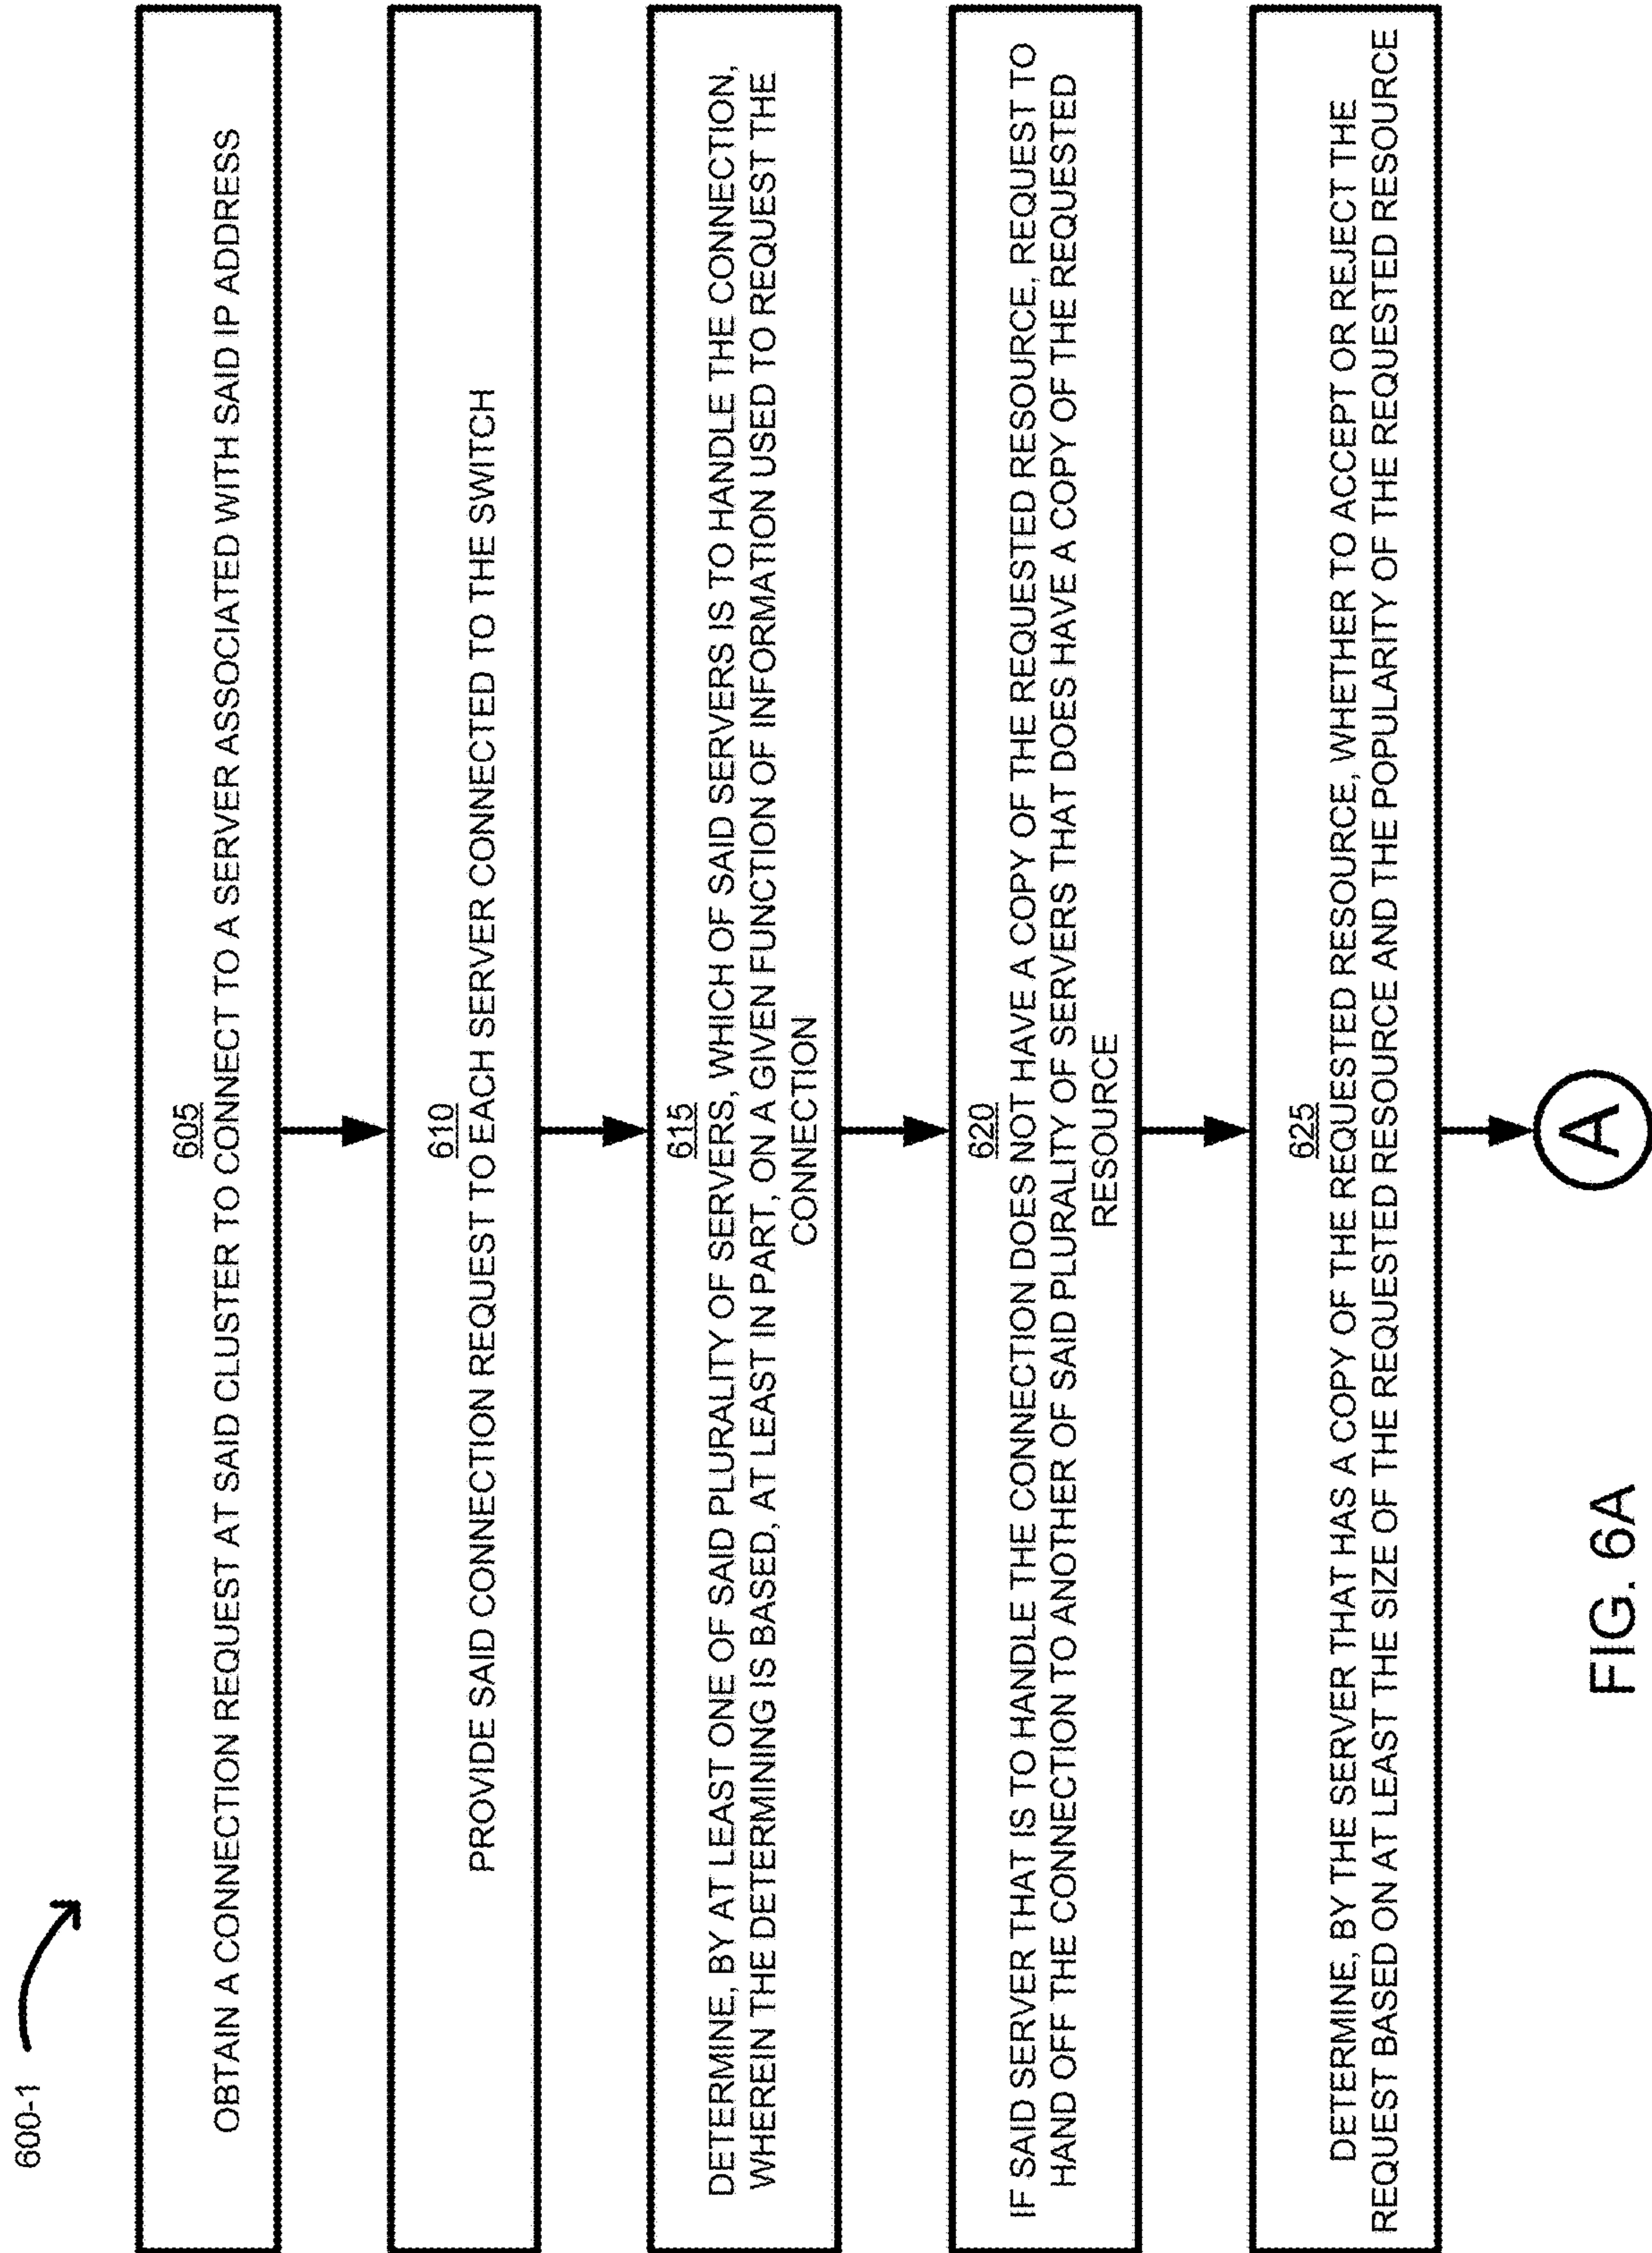 600-1
605
OBTAIN A CONNECTION REQUEST AT SAID CLUSTER TO CONNECT TO A SERVER ASSOCIATED WITH SAID IP ADDRESS
610
PROVIDE SAID CONNECTION REQUEST TO EACH SERVER CONNECTED TO THE SWITCH
615
DETERMINE, BY AT LEAST ONE OF SAID PLURALITY OF SERVERS, WHICH OF SAID SERVERS IS TO HANDLE THE CONNECTION,
WHEREIN THE DETERMINING IS BASED, AT LEAST IN PART, ON A GIVEN FUNCTION OF INFORMATION USED TO REQUEST THE
CONNECTION
620
IF SAID SERVER THAT IS TO HANDLE THE CONNECTION DOES NOT HAVE A COPY OF THE REQUESTED RESOURCE, REQUEST TO
HAND OFF THE CONNECTION TO ANOTHER OF SAID PLURALITY OF SERVERS THAT DOES HAVE A COPY OF THE REQUESTED
RESOURCE
625
DETERMINE, BY THE SERVER THAT HAS A COPY OF THE REQUESTED RESOURCE, WHETHER TO ACCEPT OR REJECT THE
REQUEST BASED ON AT LEAST THE SIZE OF THE REQUESTED RESOURCE AND THE POPULARITY OF THE REQUESTED RESOURCE
A
FIG. 6A